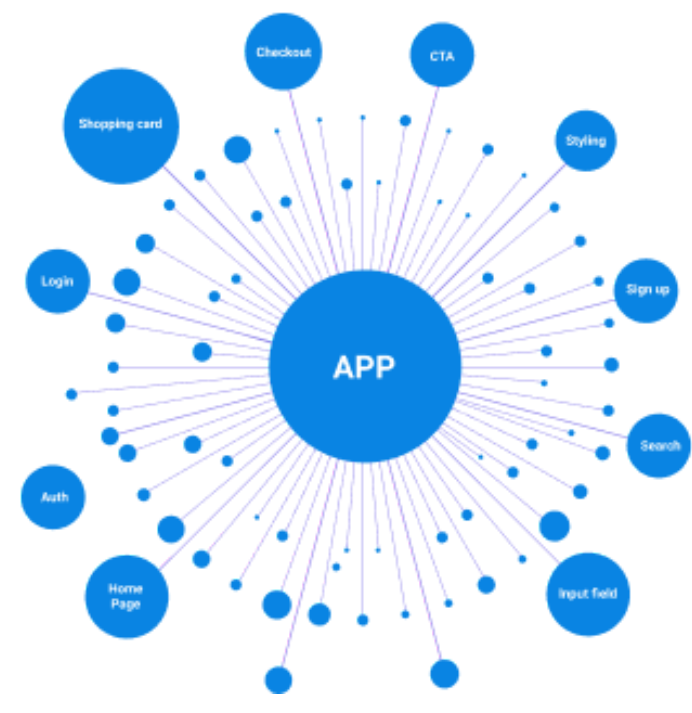 Checkout
CTA
Shopping card
Styling
Login
Sign up
APP
Search
Auth
Home
Page
Input field